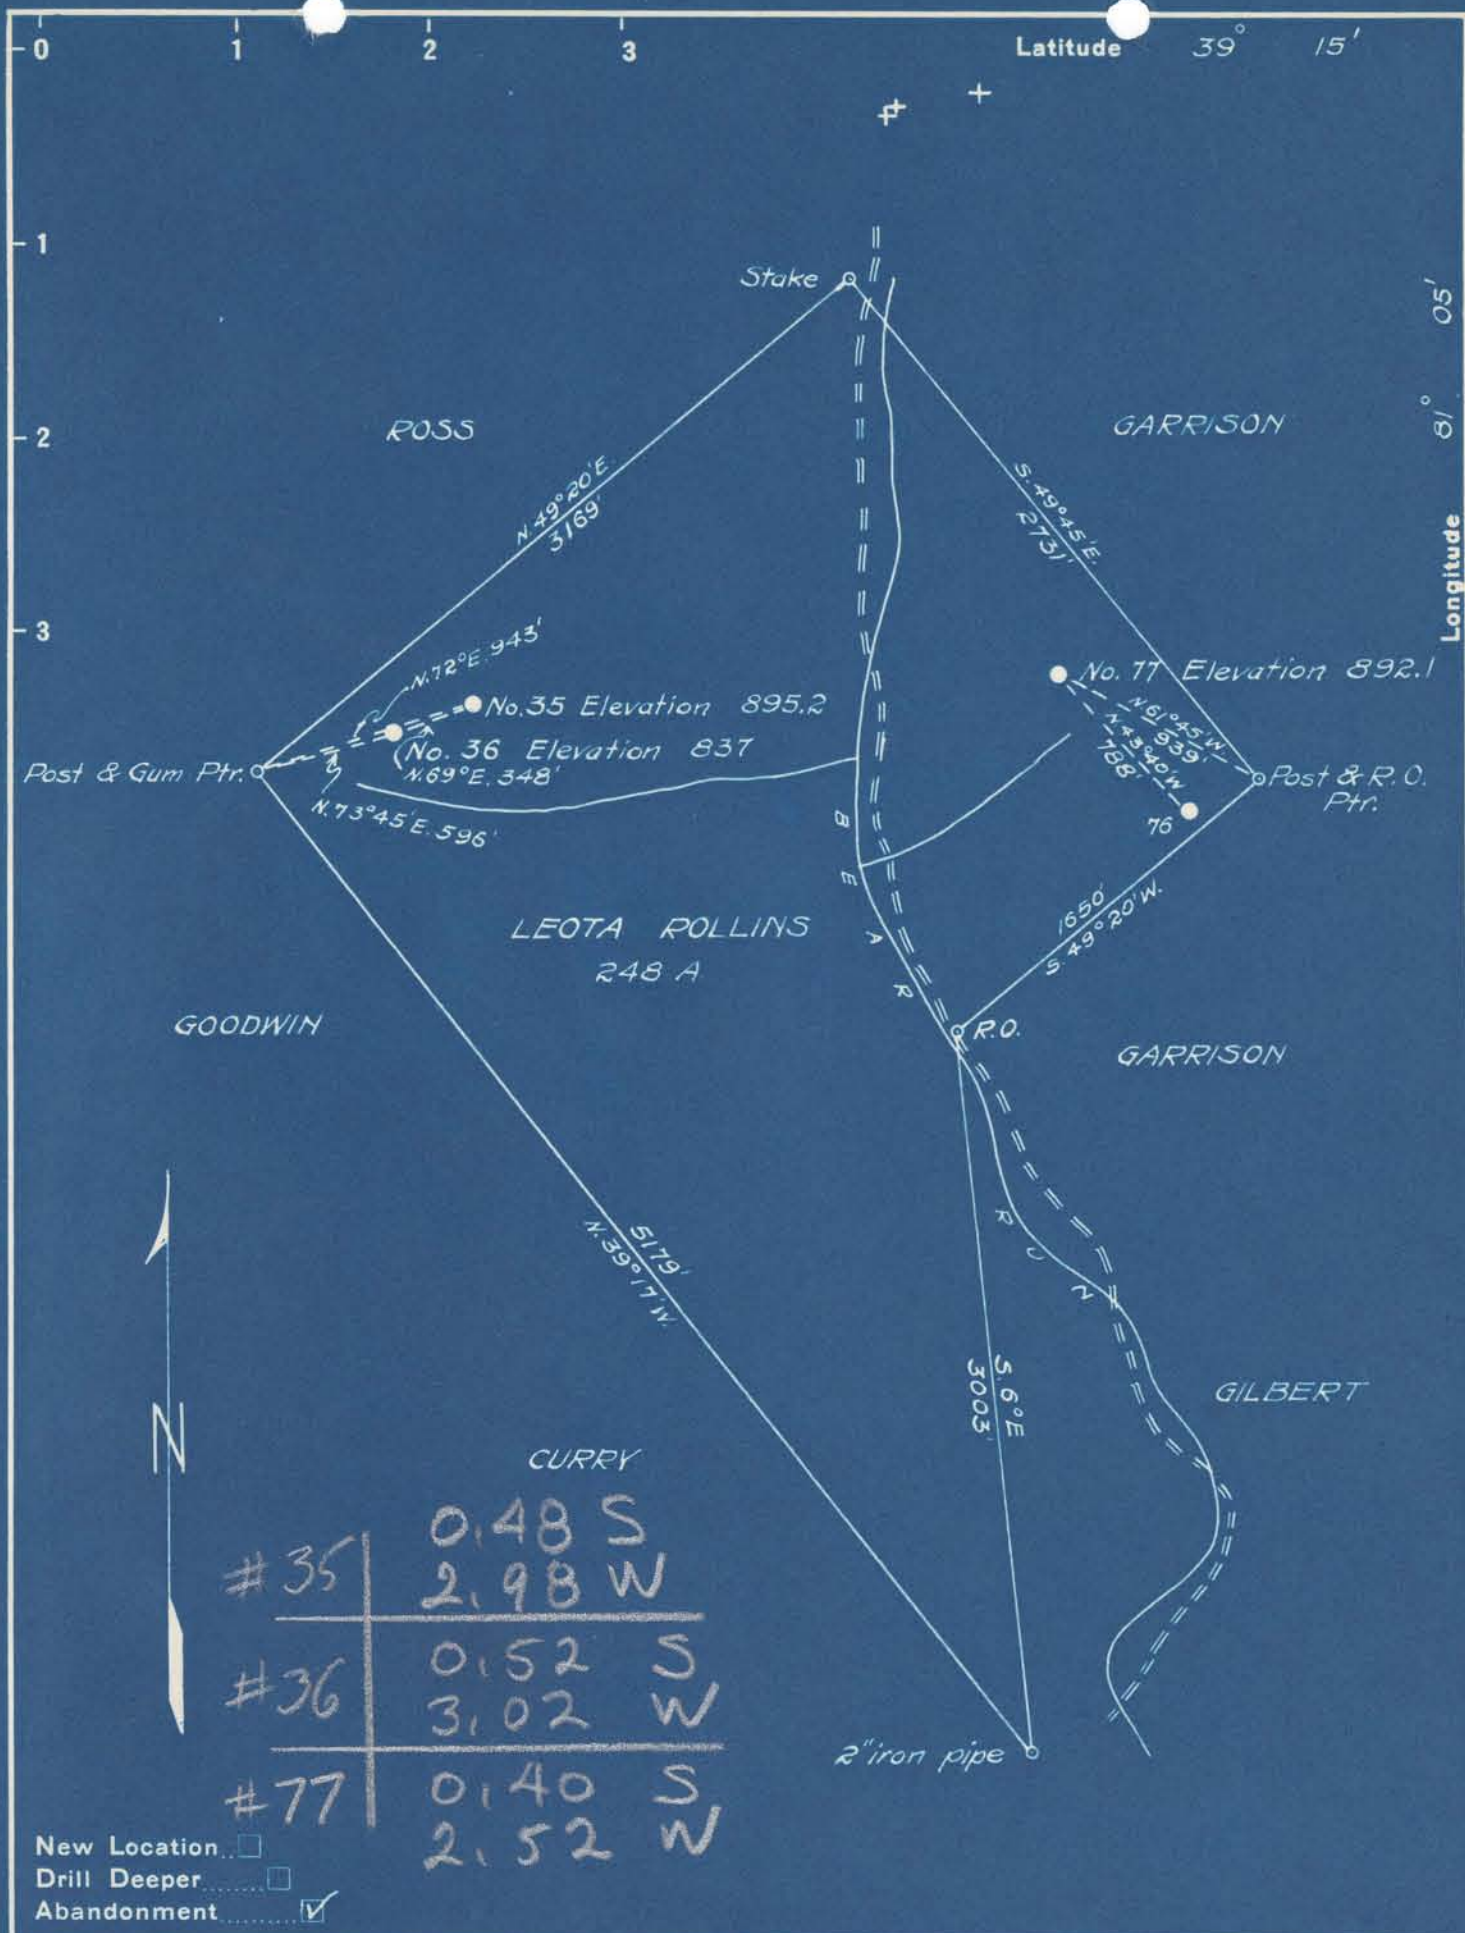 0 1 2 3 Latitude 39° 15'
1
2
3
Longitude 81° 05'
Stake
ROSS
GARRISON
N. 49° 20' E.
3169'
S. 49° 45' E.
2731'
N. 72° E. 943'
No. 35 Elevation 895.2
No. 36 Elevation 837
N. 69° E. 348'
N. 73° 45' E. 596'
Post & Gum Ptr.
No. 77 Elevation 892.1
N. 61° 45' W.
939'
N. 43° 40' W
788'
76
Post & R.O.
Ptr.
BEAR RUN
LEOTA ROLLINS
248 A
1650'
S. 49° 20' W.
R.O.
GOODWIN
GARRISON
5179'
N. 39° 17' W.
S. 6° E
3003'
GILBERT
N
CURRY
#35 0.48 S
2.98 W
#36 0.52 S
3.02 W
#77 0.40 S
2.52 W
2" iron pipe
New Location
Drill Deeper
Abandonment